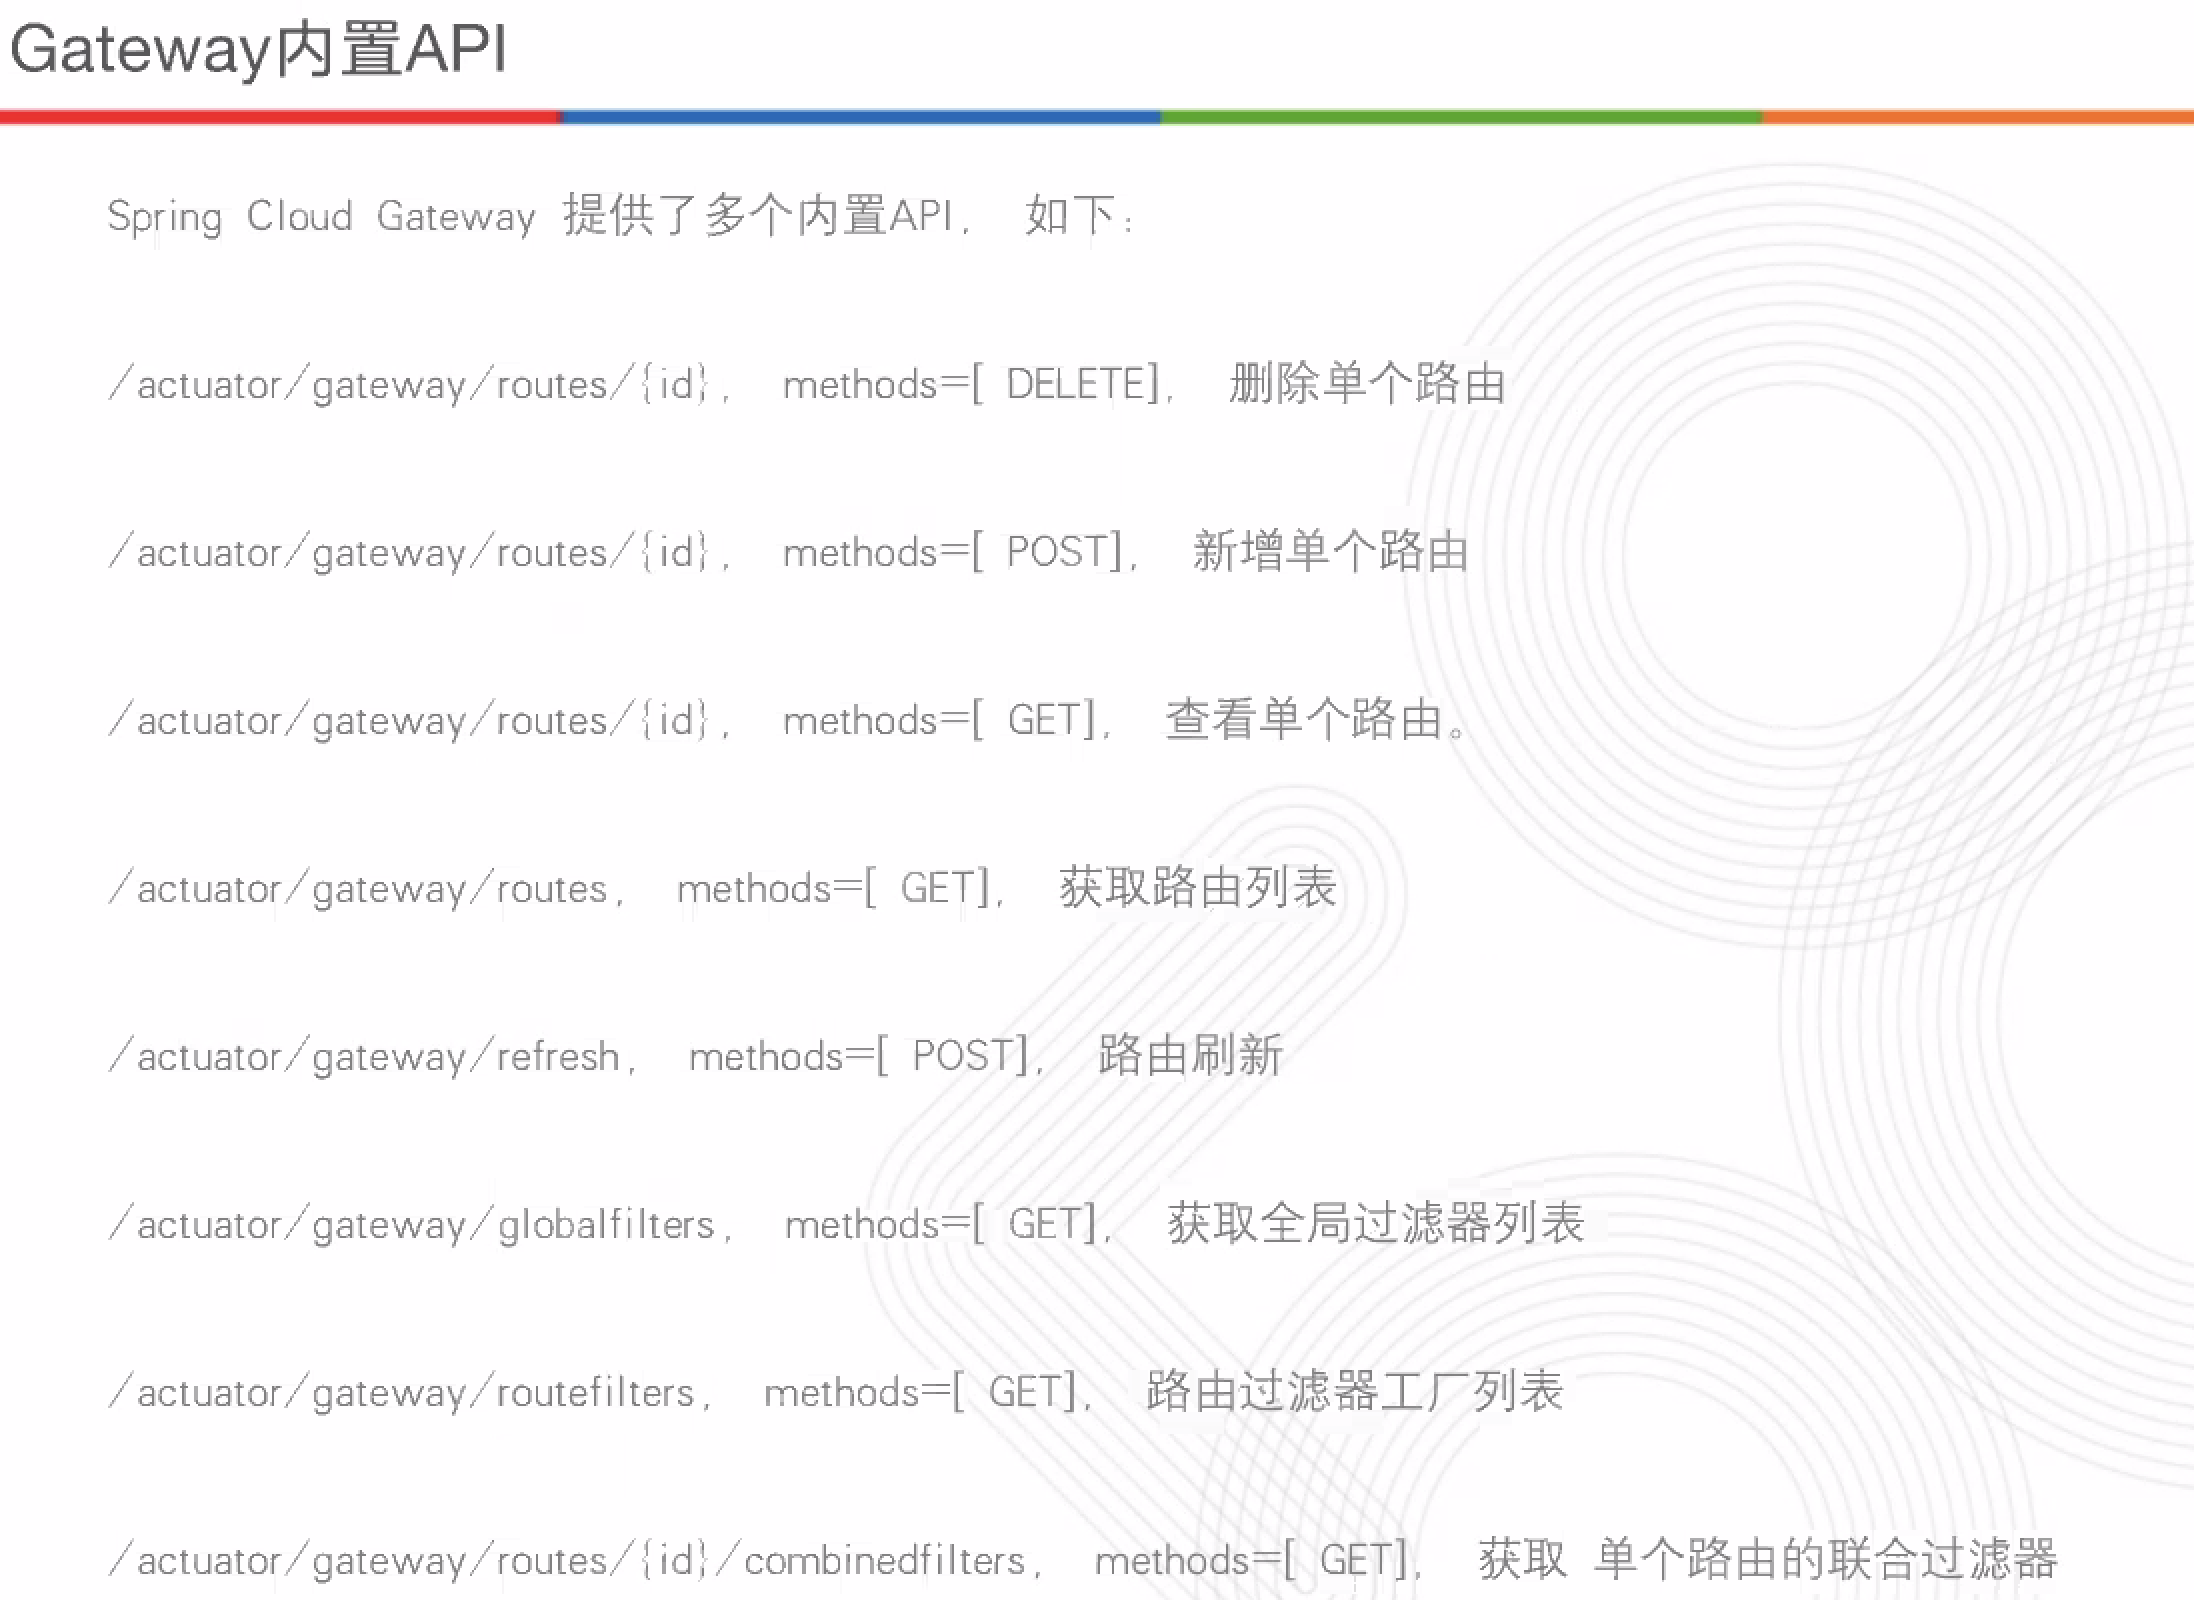 Gateway内置API
Spring Cloud Gateway 提供了多个内置API， 如下：
/actuator/gateway/routes/{id}， methods=[ DELETE]， 删除单个路由
/actuator/gateway/routes/{id}， methods=[ POST]， 新增单个路由
/actuator/gateway/routes/{id}， methods=[ GET]， 查看单个路由。
/actuator/gateway/routes， methods=[ GET]， 获取路由列表
/actuator/gateway/refresh， methods=[ POST]， 路由刷新
/actuator/gateway/globalfilters， methods=[ GET]， 获取全局过滤器列表
/actuator/gateway/routefilters， methods=[ GET]， 路由过滤器工厂列表
/actuator/gateway/routes/{id}/combinedfilters， methods=[ GET]， 获取 单个路由的联合过滤器